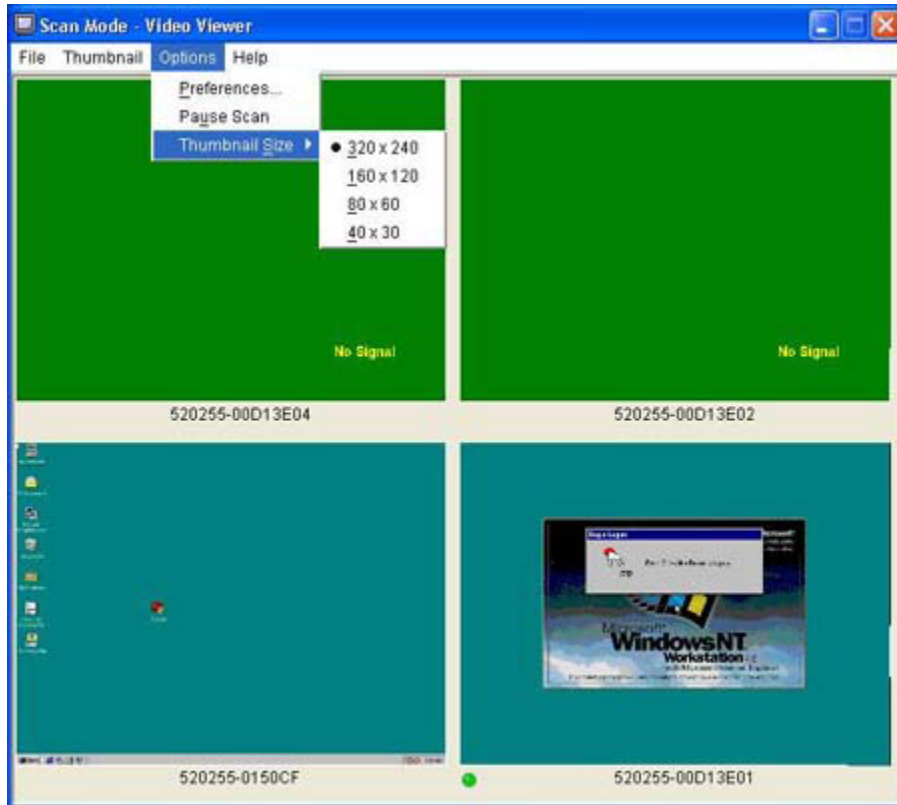 Scan Mode - Video Viewer
File Thumbnail Options Help
Preferences...
Pause Scan
Thumbnail Size
320 x 240
160 x 120
80 x 60
40 x 30
No Signal
No Signal
520255-00D13E04
520255-00D13E02
Microsoft
WindowsNT
Workstation
520255-0150CF
520255-00D13E01